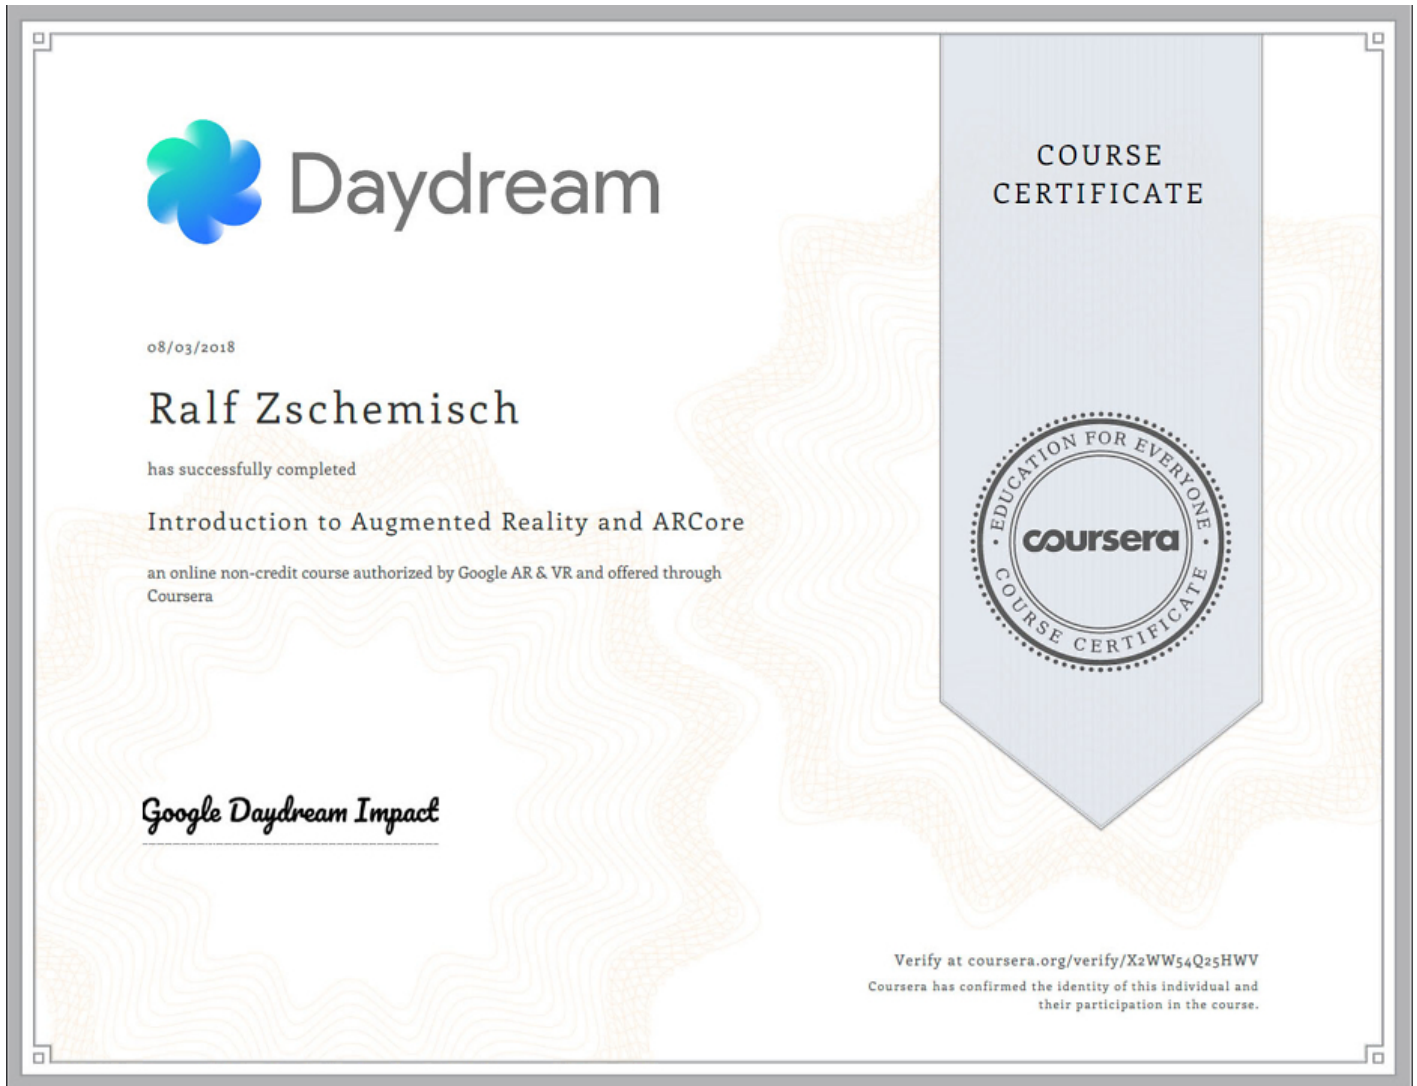 Daydream
COURSE
CERTIFICATE
08/03/2018
Ralf Zschemisch
has successfully completed
Introduction to Augmented Reality and ARCore
an online non-credit course authorized by Google AR & VR and offered through
Coursera
EDUCATION FOR EVERYONE
coursera
COURSE CERTIFICATE
Google Daydream Impact
Verify at coursera.org/verify/X2WW54Q25HWV
Coursera has confirmed the identity of this individual and
their participation in the course.